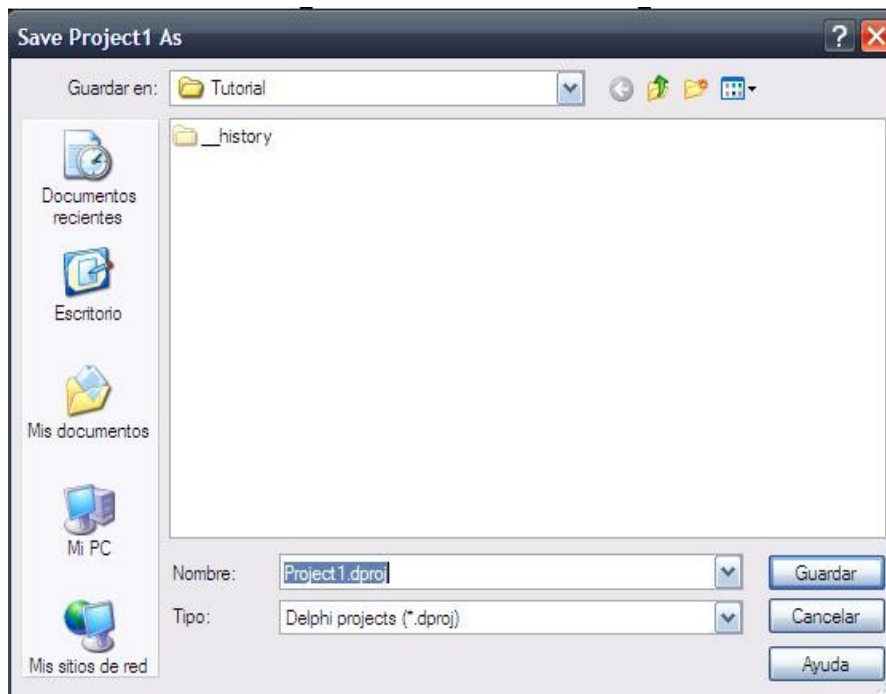 Save Project1 As
Guardar en:
Tutorial
__history
Documentos
recientes
Escritorio
Mis documentos
Mi PC
Mis sitios de red
Nombre:
Project1.dproj
Guardar
Tipo:
Delphi projects (*.dproj)
Cancelar
Ayuda